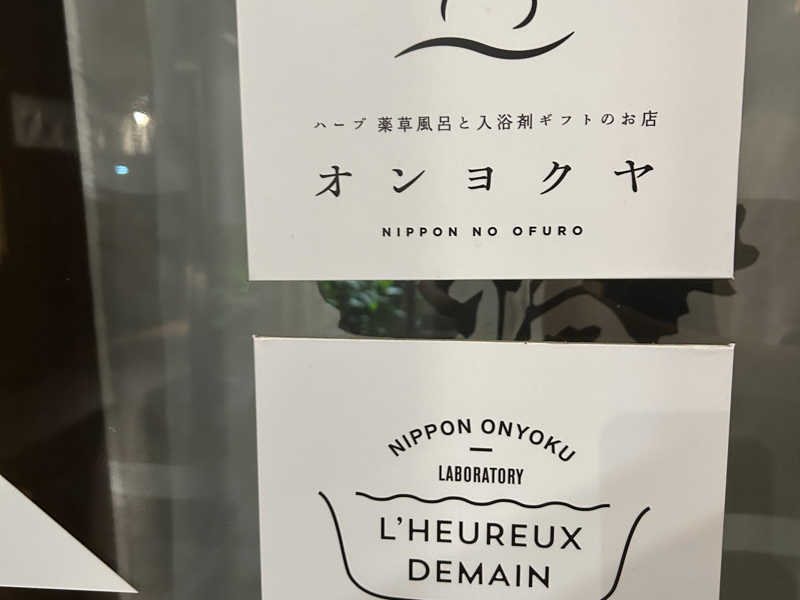 ハーブ 薬草風呂と入浴剤ギフトのお店
オンヨクヤ
NIPPON NO OFURO
NIPPON ONYOKU
LABORATORY
L'HEUREUX
DEMAIN